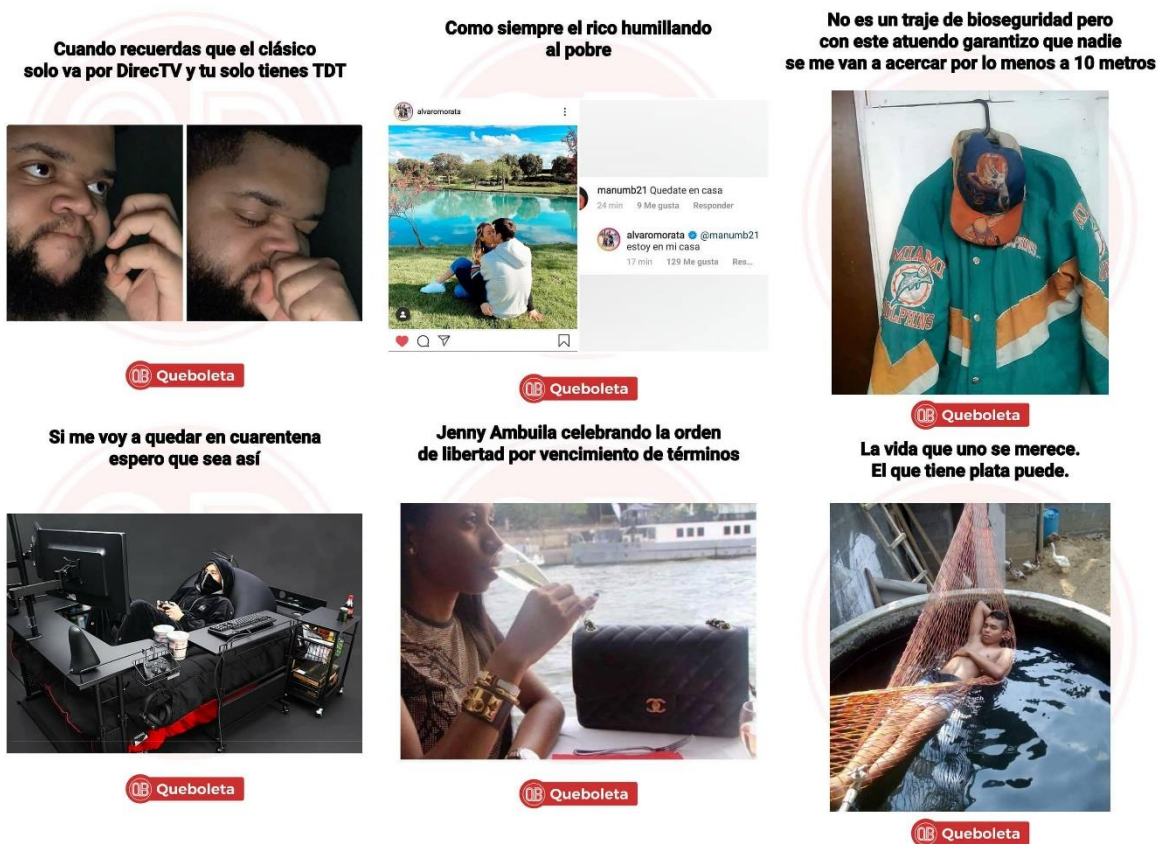 Cuando recuerdas que el clásico
solo va por DirecTV y tu solo tienes TDT
Queboleta
Como siempre el rico humillando
al pobre
alvaromorata
manumb21 Quedate en casa
24 min 9 Me gusta Responder
alvaromorata @manumb21
estoy en mi casa
17 min 129 Me gusta Res...
Queboleta
No es un traje de bioseguridad pero
con este atuendo garantizo que nadie
se me van a acercar por lo menos a 10 metros
MIAMI
DOLPHINS
Queboleta
Si me voy a quedar en cuarentena
espero que sea así
Queboleta
Jenny Ambuila celebrando la orden
de libertad por vencimiento de términos
Queboleta
La vida que uno se merece.
El que tiene plata puede.
Queboleta